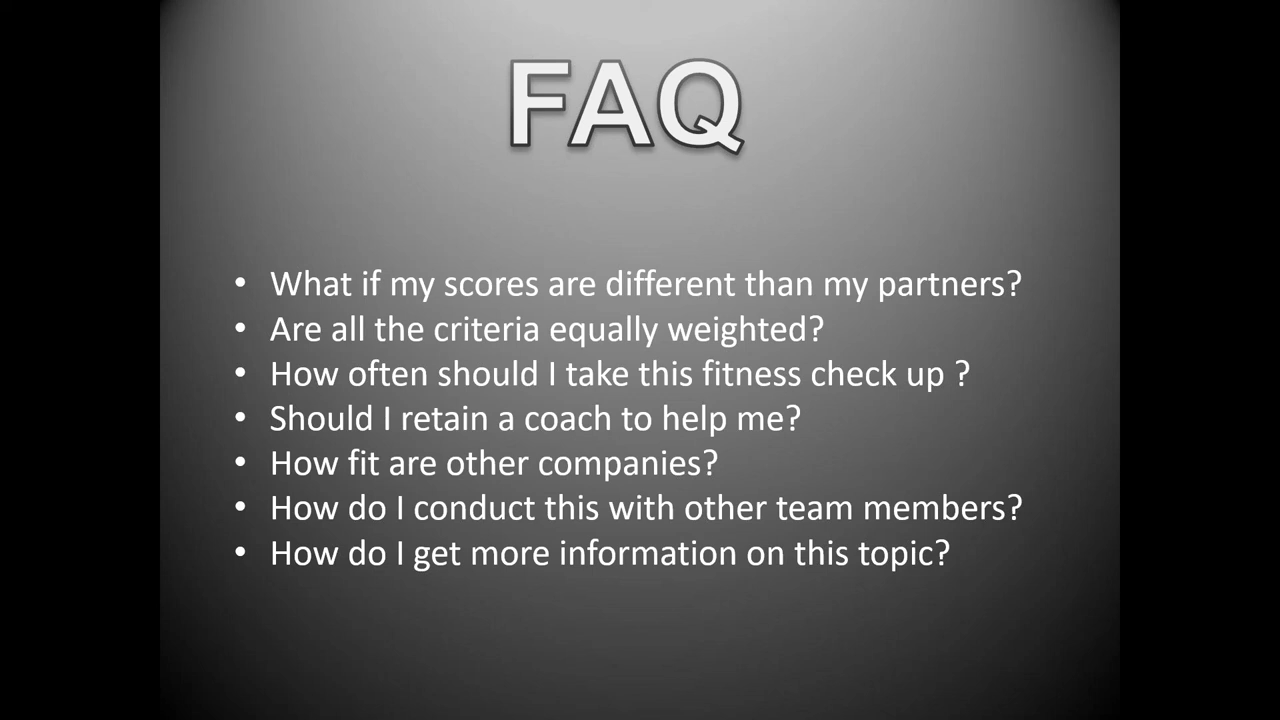 FAQ
• What if my scores are different than my partners?
• Are all the criteria equally weighted?
• How often should I take this fitness check up ?
• Should I retain a coach to help me?
• How fit are other companies?
• How do I conduct this with other team members?
• How do I get more information on this topic?